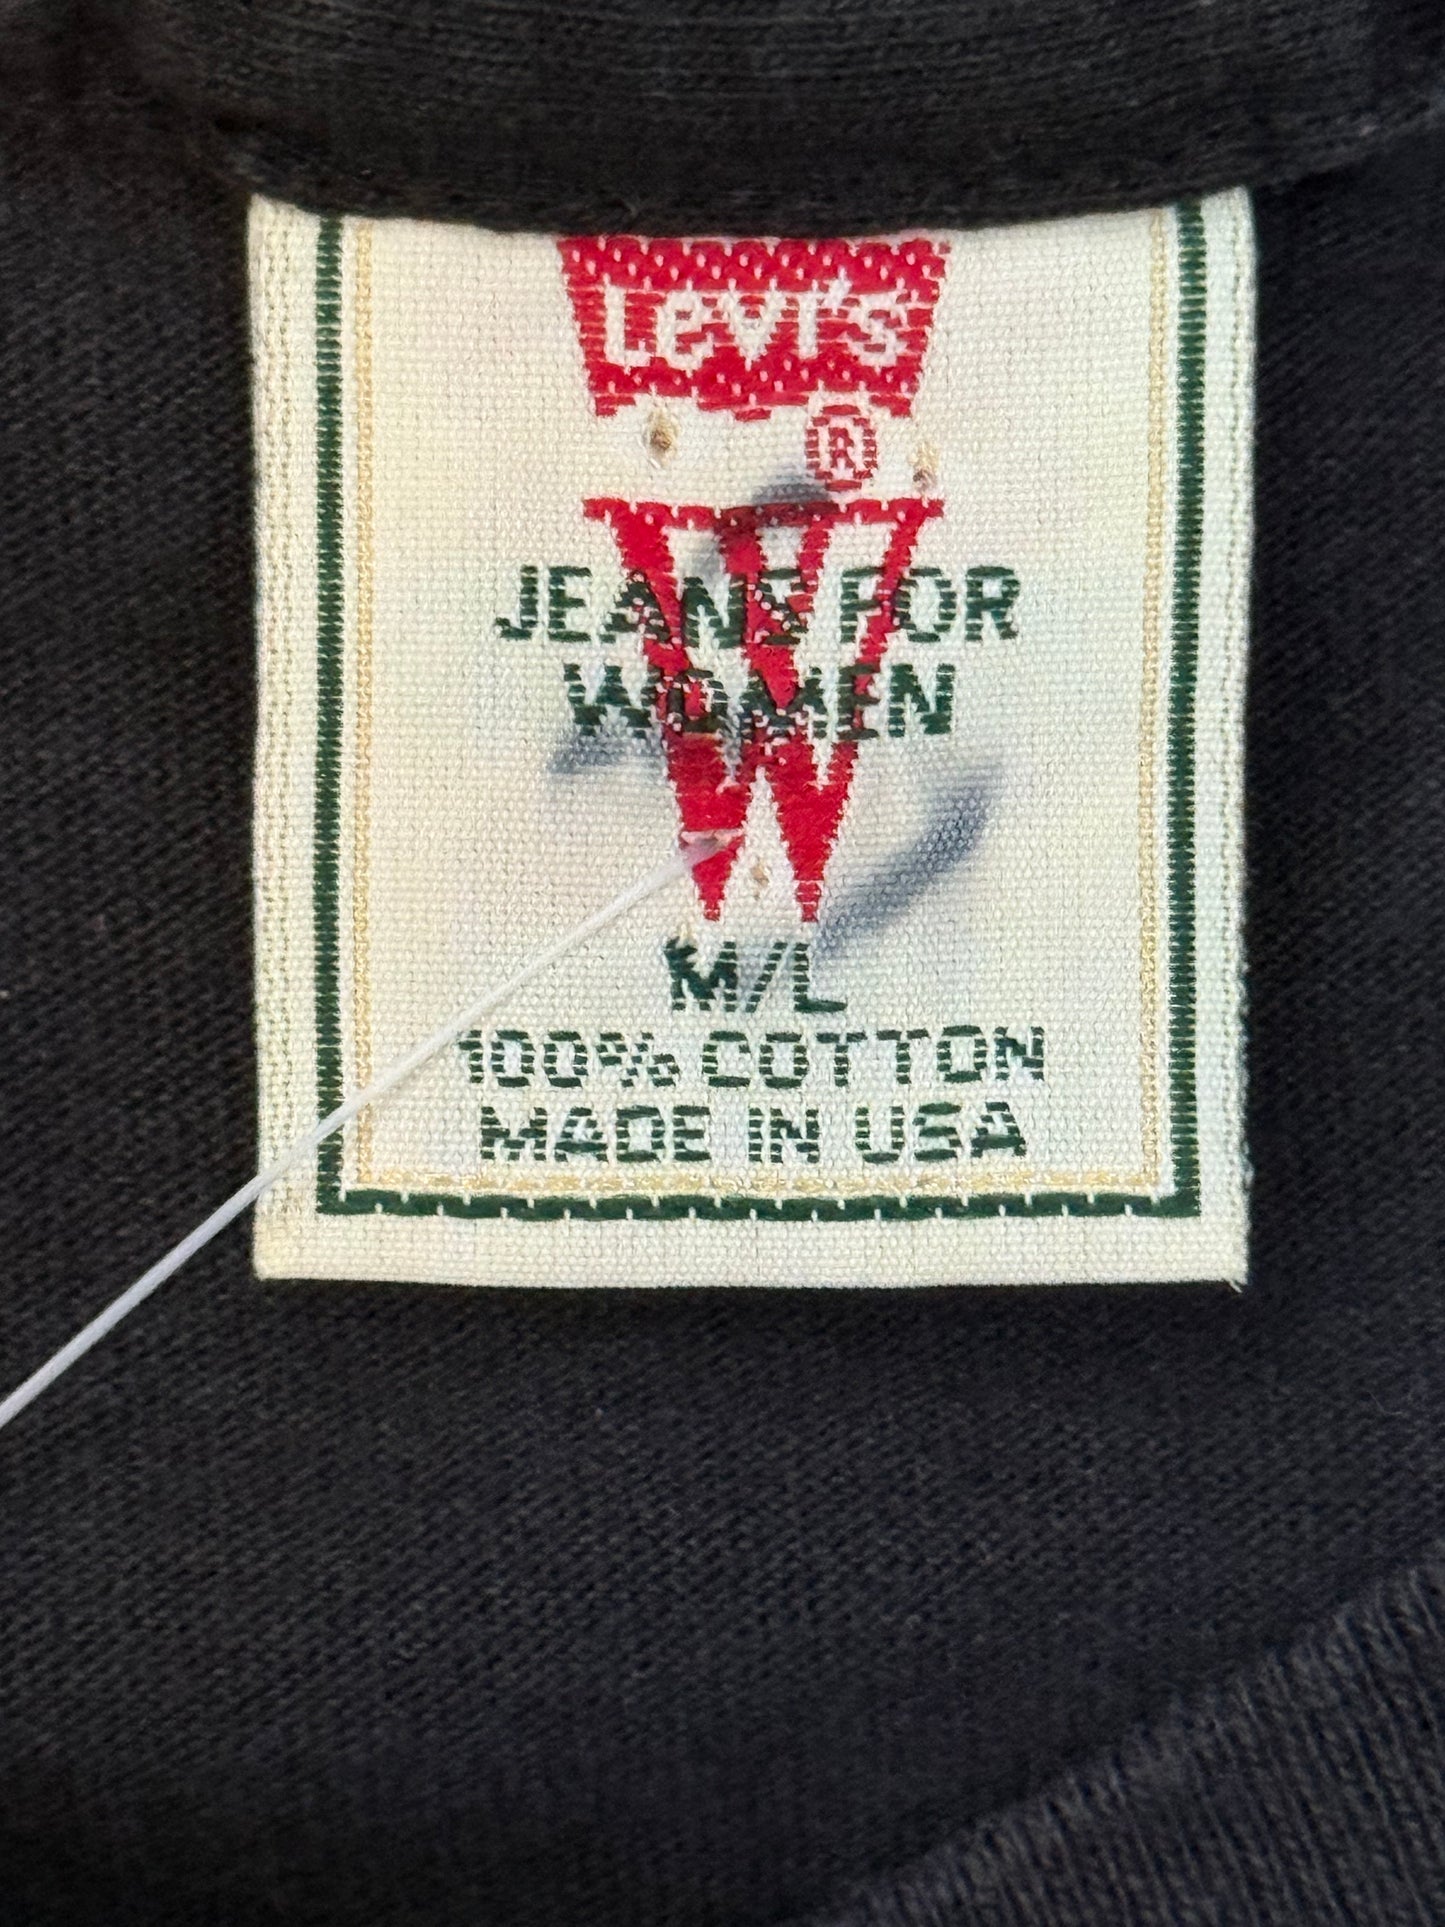 Levi's
®
W
JEANS FOR
WOMEN
M/L
100% COTTON
MADE IN USA